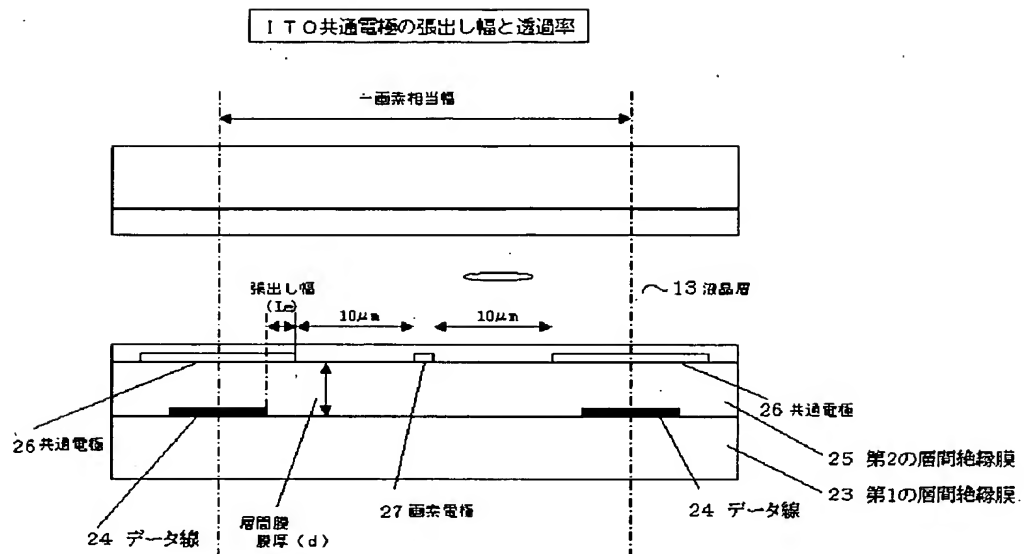 ITO共通電極の張出し幅と透過率
一画素相当幅
張出し幅
(Le)
10μm
10μm
13 液晶層
26 共通電極
26 共通電極
25 第2の層間絶縁膜
23 第1の層間絶縁膜
24 データ線
層間膜
膜厚(d)
27 画素電極
24 データ線